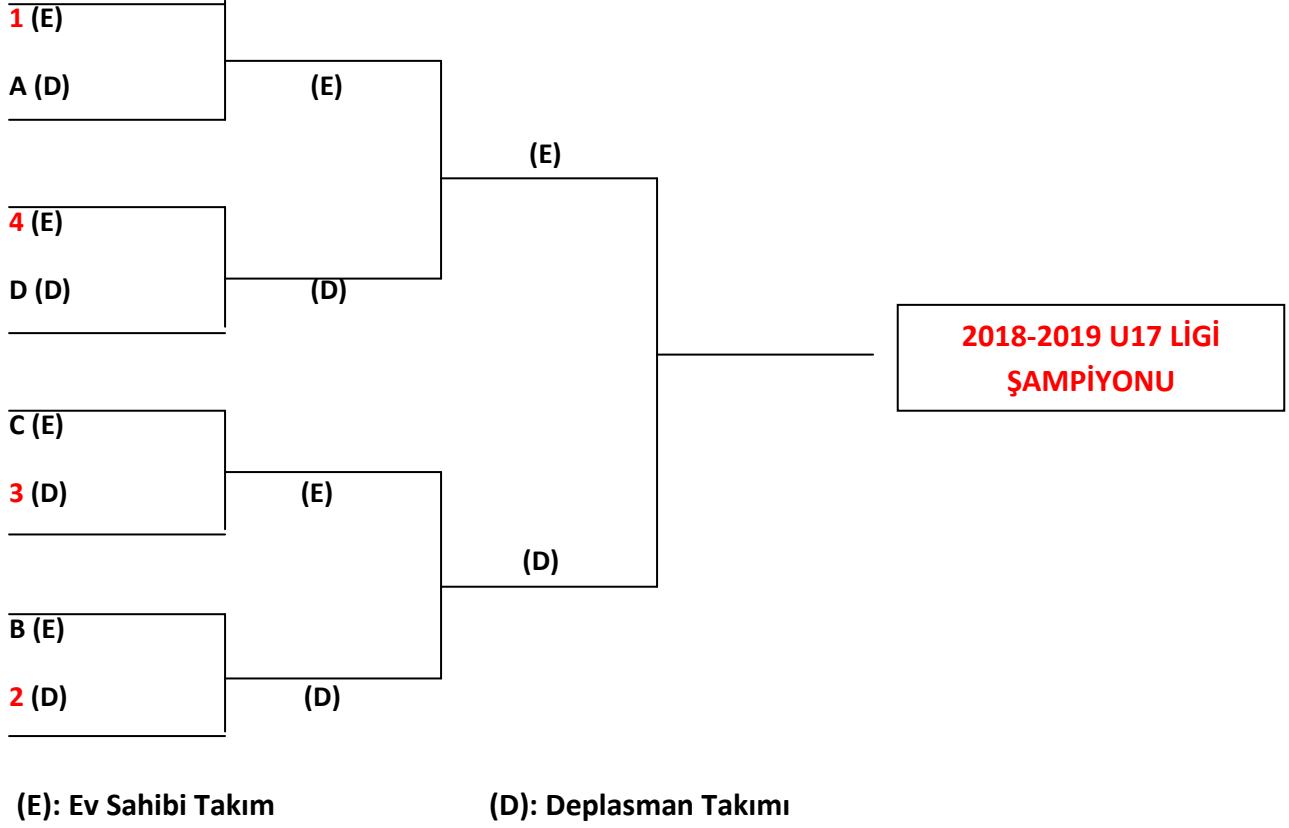 1 (E)
A (D)
(E)
(E)
4 (E)
D (D)
(D)
2018-2019 U17 LİGİ
ŞAMPİYONU
C (E)
3 (D)
(E)
(D)
B (E)
2 (D)
(D)
(E): Ev Sahibi Takım
(D): Deplasman Takımı